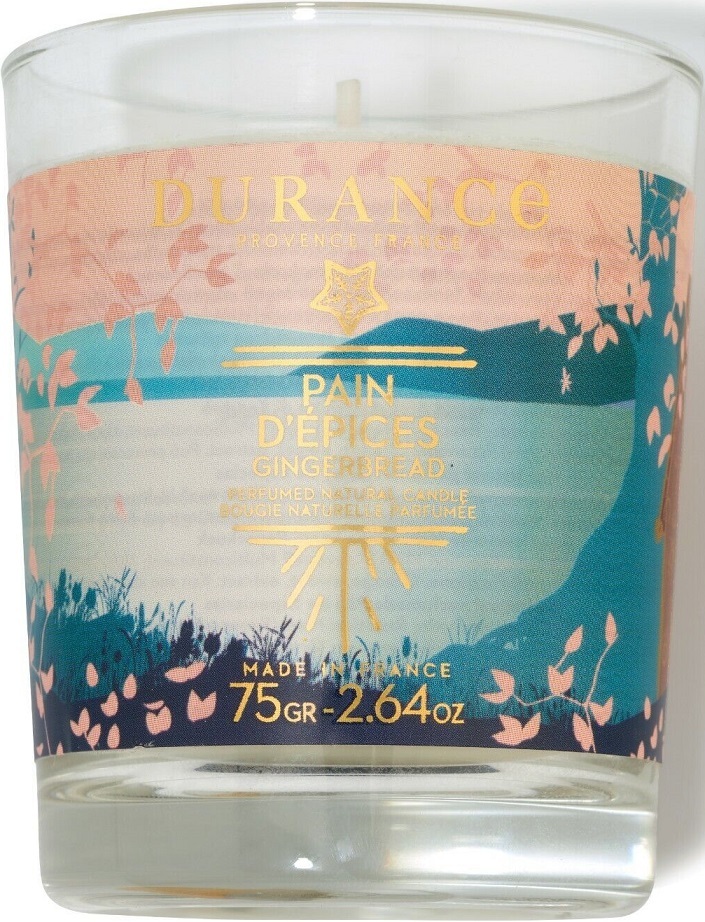 DURANCe
PROVENCE FRANCE
PAIN
D'ÉPICES
GINGERBREAD
PERFUMED NATURAL CANDLE
BOUGIE NATURELLE PARFUMÉE
MADE IN FRANCE
75GR-2.64OZ